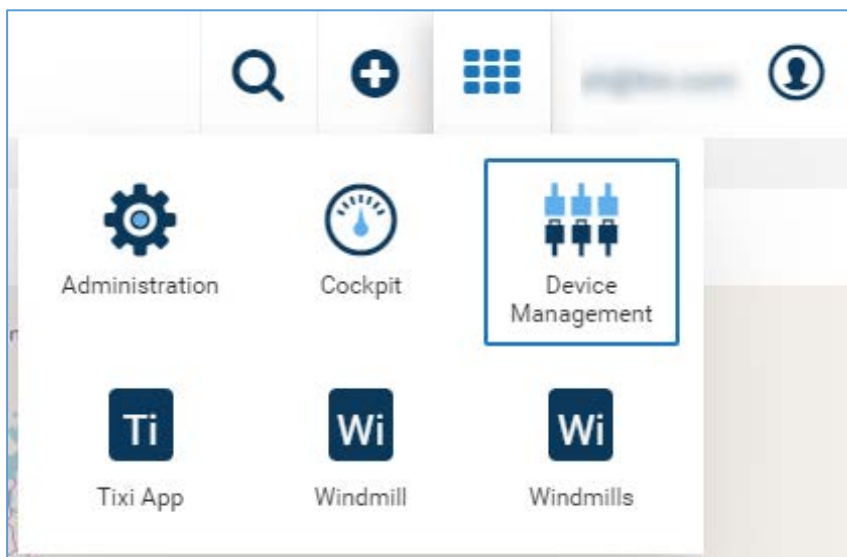 Administration
Cockpit
Device
Management
Ti
Wi
Wi
Tixi App
Windmill
Windmills